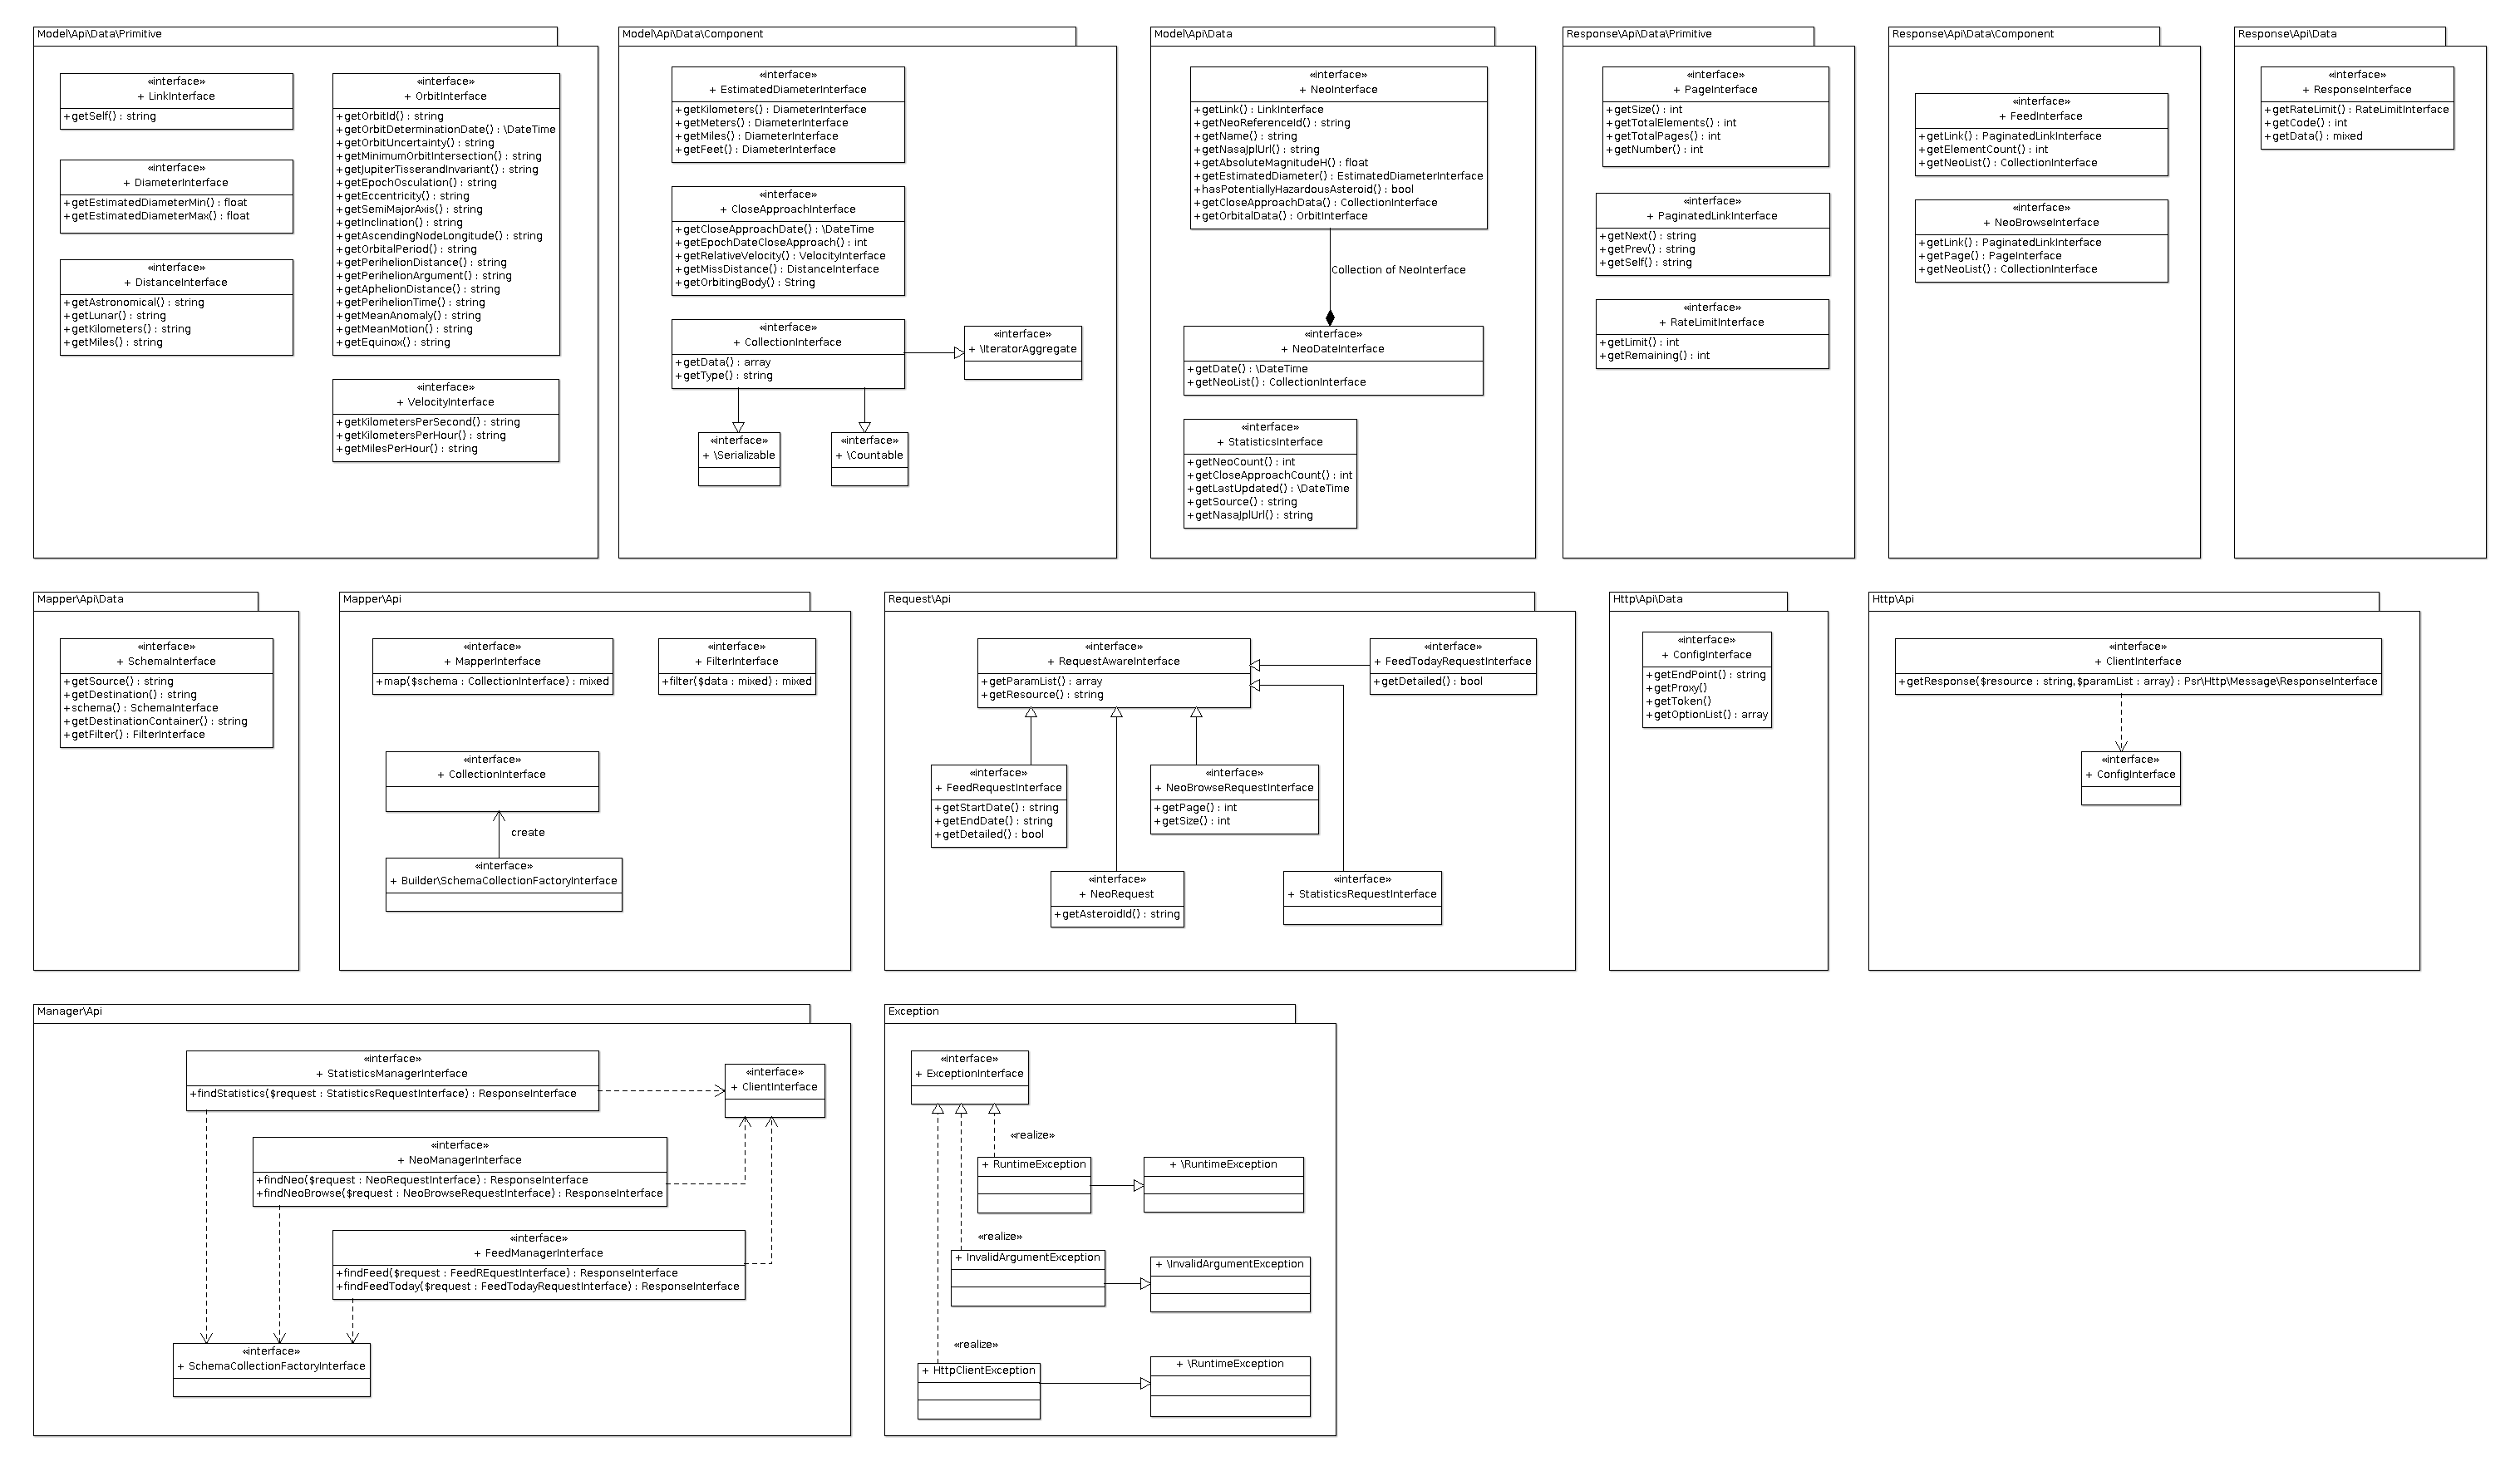 Model\Api\Data\Primitive
«interface»
+ LinkInterface
+getSelf() : string
«interface»
+ DiameterInterface
+getEstimatedDiameterMin() : float
+getEstimatedDiameterMax() : float
«interface»
+ DistanceInterface
+getAstronomical() : string
+getLunar() : string
+getKilometers() : string
+getMiles() : string
«interface»
+ OrbitInterface
+getOrbitId() : string
+getOrbitDeterminationDate() : \DateTime
+getOrbitUncertainty() : string
+getMinimumOrbitIntersection() : string
+getJupiterTisserandInvariant() : string
+getEpochOsculation() : string
+getEccentricity() : string
+getSemiMajorAxis() : string
+getInclination() : string
+getAscendingNodeLongitude() : string
+getOrbitalPeriod() : string
+getPerihelionDistance() : string
+getPerihelionArgument() : string
+getAphelionDistance() : string
+getPerihelionTime() : string
+getMeanAnomaly() : string
+getMeanMotion() : string
+getEquinox() : string
«interface»
+ VelocityInterface
+getKilometersPerSecond() : string
+getKilometersPerHour() : string
+getMilesPerHour() : string
Model\Api\Data\Component
«interface»
+ EstimatedDiameterInterface
+getKilometers() : DiameterInterface
+getMeters() : DiameterInterface
+getMiles() : DiameterInterface
+getFeet() : DiameterInterface
«interface»
+ CloseApproachInterface
+getCloseApproachDate() : \DateTime
+getEpochDateCloseApproach() : int
+getRelativeVelocity() : VelocityInterface
+getMissDistance() : DistanceInterface
+getOrbitingBody() : String
«interface»
+ CollectionInterface
+getData() : array
+getType() : string
«interface»
+ \IteratorAggregate
«interface»
+ \Serializable
«interface»
+ \Countable
Model\Api\Data
«interface»
+ NeoInterface
+getLink() : LinkInterface
+getNeoReferenceId() : string
+getName() : string
+getNasaJplUrl() : string
+getAbsoluteMagnitudeH() : float
+getEstimatedDiameter() : EstimatedDiameterInterface
+hasPotentiallyHazardousAsteroid() : bool
+getCloseApproachData() : CollectionInterface
+getOrbitalData() : OrbitInterface
Collection of NeoInterface
«interface»
+ NeoDateInterface
+getDate() : \DateTime
+getNeoList() : CollectionInterface
«interface»
+ StatisticsInterface
+getNeoCount() : int
+getCloseApproachCount() : int
+getLastUpdated() : \DateTime
+getSource() : string
+getNasaJplUrl() : string
Response\Api\Data\Primitive
«interface»
+ PageInterface
+getSize() : int
+getTotalElements() : int
+getTotalPages() : int
+getNumber() : int
«interface»
+ PaginatedLinkInterface
+getNext() : string
+getPrev() : string
+getSelf() : string
«interface»
+ RateLimitInterface
+getLimit() : int
+getRemaining() : int
Response\Api\Data\Component
«interface»
+ FeedInterface
+getLink() : PaginatedLinkInterface
+getElementCount() : int
+getNeoList() : CollectionInterface
«interface»
+ NeoBrowseInterface
+getLink() : PaginatedLinkInterface
+getPage() : PageInterface
+getNeoList() : CollectionInterface
Response\Api\Data
«interface»
+ ResponseInterface
+getRateLimit() : RateLimitInterface
+getCode() : int
+getData() : mixed
Mapper\Api\Data
«interface»
+ SchemaInterface
+getSource() : string
+getDestination() : string
+schema() : SchemaInterface
+getDestinationContainer() : string
+getFilter() : FilterInterface
Mapper\Api
«interface»
+ MapperInterface
+map($schema : CollectionInterface) : mixed
«interface»
+ FilterInterface
+filter($data : mixed) : mixed
«interface»
+ CollectionInterface
create
«interface»
+ Builder\SchemaCollectionFactoryInterface
Request\Api
«interface»
+ RequestAwareInterface
+getParamList() : array
+getResource() : string
«interface»
+ FeedTodayRequestInterface
+getDetailed() : bool
«interface»
+ FeedRequestInterface
+getStartDate() : string
+getEndDate() : string
+getDetailed() : bool
«interface»
+ NeoBrowseRequestInterface
+getPage() : int
+getSize() : int
«interface»
+ NeoRequest
+getAsteroidId() : string
«interface»
+ StatisticsRequestInterface
Http\Api\Data
«interface»
+ ConfigInterface
+getEndPoint() : string
+getProxy()
+getToken()
+getOptionList() : array
Http\Api
«interface»
+ ClientInterface
+getResponse($resource : string,$paramList : array) : Psr\Http\Message\ResponseInterface
«interface»
+ ConfigInterface
Manager\Api
«interface»
+ StatisticsManagerInterface
+findStatistics($request : StatisticsRequestInterface) : ResponseInterface
«interface»
+ ClientInterface
«interface»
+ NeoManagerInterface
+findNeo($request : NeoRequestInterface) : ResponseInterface
+findNeoBrowse($request : NeoBrowseRequestInterface) : ResponseInterface
«interface»
+ FeedManagerInterface
+findFeed($request : FeedREquestInterface) : ResponseInterface
+findFeedToday($request : FeedTodayRequestInterface) : ResponseInterface
«interface»
+ SchemaCollectionFactoryInterface
Exception
«interface»
+ ExceptionInterface
«realize»
+ RuntimeException
+ \RuntimeException
«realize»
+ InvalidArgumentException
+ \InvalidArgumentException
«realize»
+ HttpClientException
+ \RuntimeException